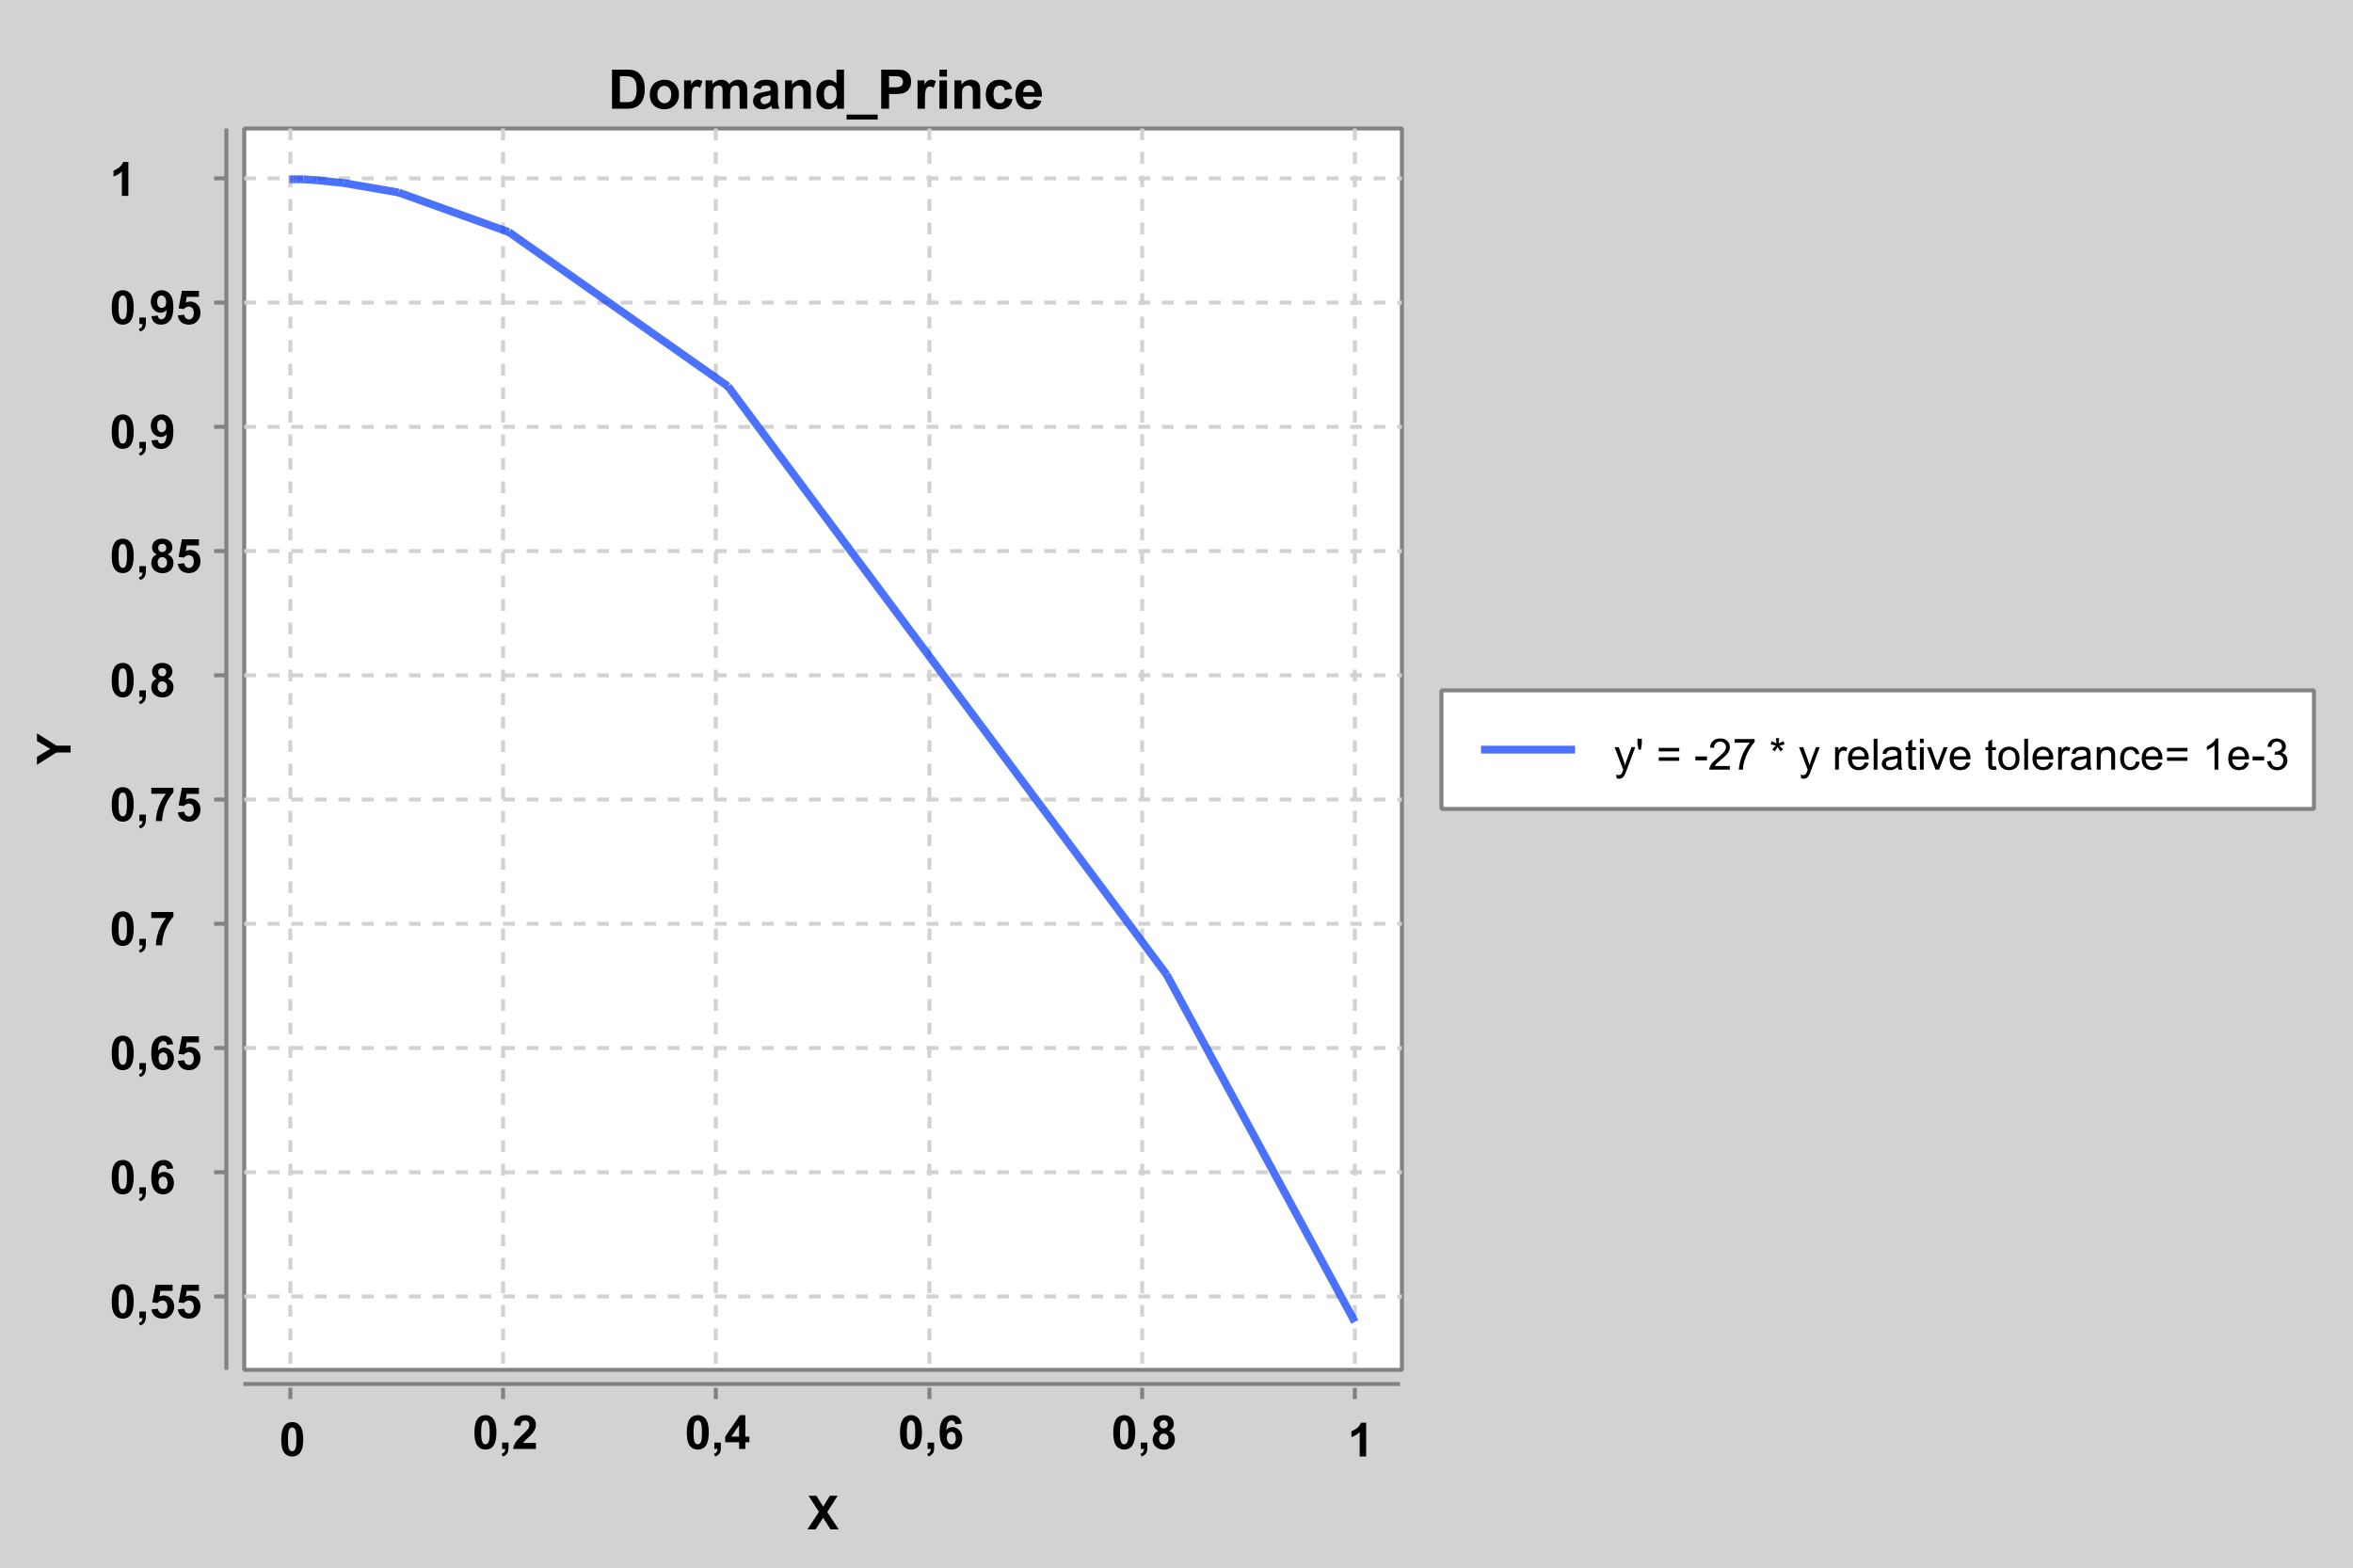 Dormand_Prince
1
0,95
0,9
0,85
0,8
0,75
0,7
0,65
0,6
0,55
Y
0 0,2 0,4 0,6 0,8 1
X
y' = -27 * y relative tolerance= 1e-3